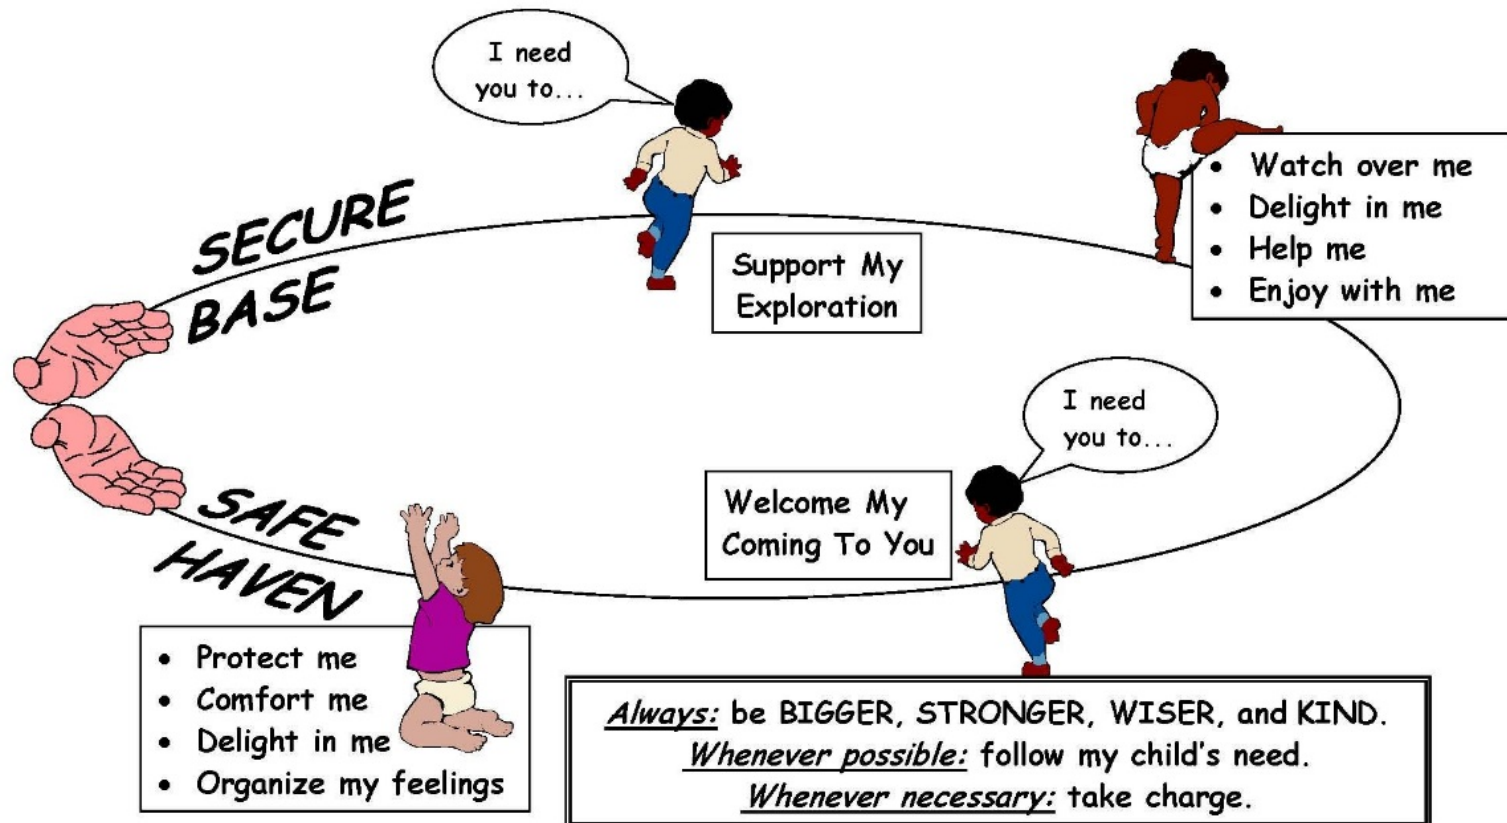 I need
you to...
SECURE
BASE
Support My
Exploration
• Watch over me
• Delight in me
• Help me
• Enjoy with me
I need
you to...
Welcome My
Coming To You
SAFE
HAVEN
• Protect me
• Comfort me
• Delight in me
• Organize my feelings
Always: be BIGGER, STRONGER, WISER, and KIND.
Whenever possible: follow my child's need.
Whenever necessary: take charge.